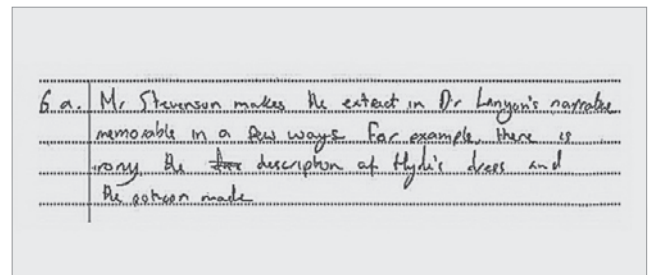 6 a. Mr Stevenson makes the extract in Dr Lanyon's narrative
memorable in a few ways. For example, there is
irony, the description of Hyde's dress and
the potion made